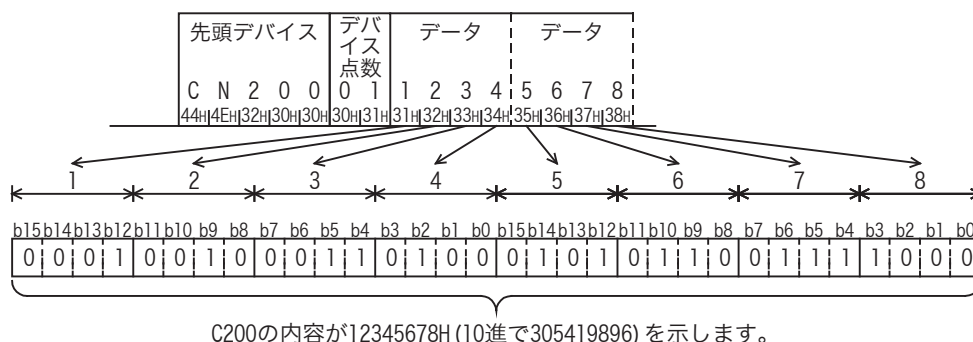 先頭デバイス デバイス点数 データ データ
C N 2 0 0 0 1 1 2 3 4 5 6 7 8
44H 4EH 32H 30H 30H 30H 31H 31H 32H 33H 34H 35H 36H 37H 38H
1 2 3 4 5 6 7 8
b15 b14 b13 b12 b11 b10 b9 b8 b7 b6 b5 b4 b3 b2 b1 b0 b15 b14 b13 b12 b11 b10 b9 b8 b7 b6 b5 b4 b3 b2 b1 b0
0 0 0 1 0 0 1 0 0 0 1 1 0 1 0 0 0 1 0 1 0 1 1 0 0 1 1 1 1 0 0 0
C200の内容が12345678H(10進で305419896)を示します。